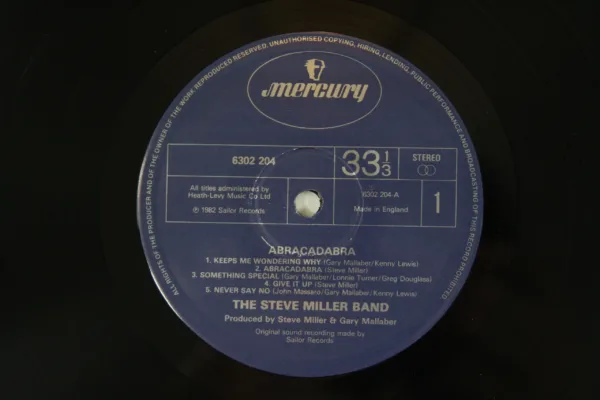 ALL RIGHTS OF THE PRODUCER AND OF THE OWNER OF THE WORK REPRODUCED RESERVED. UNAUTHORISED COPYING, HIRING, LENDING, PUBLIC PERFORMANCE AND BROADCASTING OF THIS RECORD PROHIBITED
mercury
6302 204
33 1/3
STEREO
All titles administered by
Heath-Levy Music Co Ltd
℗ 1982 Sailor Records
6302 204-A
Made in England
1
ABRACADABRA
1. KEEPS ME WONDERING WHY (Gary Mallaber/Kenny Lewis)
2. ABRACADABRA (Steve Miller)
3. SOMETHING SPECIAL (Gary Mallaber/Lonnie Turner/Greg Douglass)
4. GIVE IT UP (Steve Miller)
5. NEVER SAY NO (John Massaro/Gary Mallaber/Kenny Lewis)
THE STEVE MILLER BAND
Produced by Steve Miller & Gary Mallaber
Original sound recording made by
Sailor Records